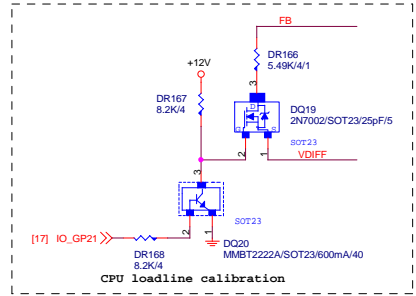 FB
DR166
5.49K/4/1
+12V
3
D
DR167
8.2K/4
DQ19
2N7002/SOT23/25pF/5
G
S
SOT23
2
1
VDIFF
3
SOT23
[17] IO_GP21
2
1
DR168
8.2K/4
DQ20
MMBT2222A/SOT23/600mA/40
CPU loadline calibration